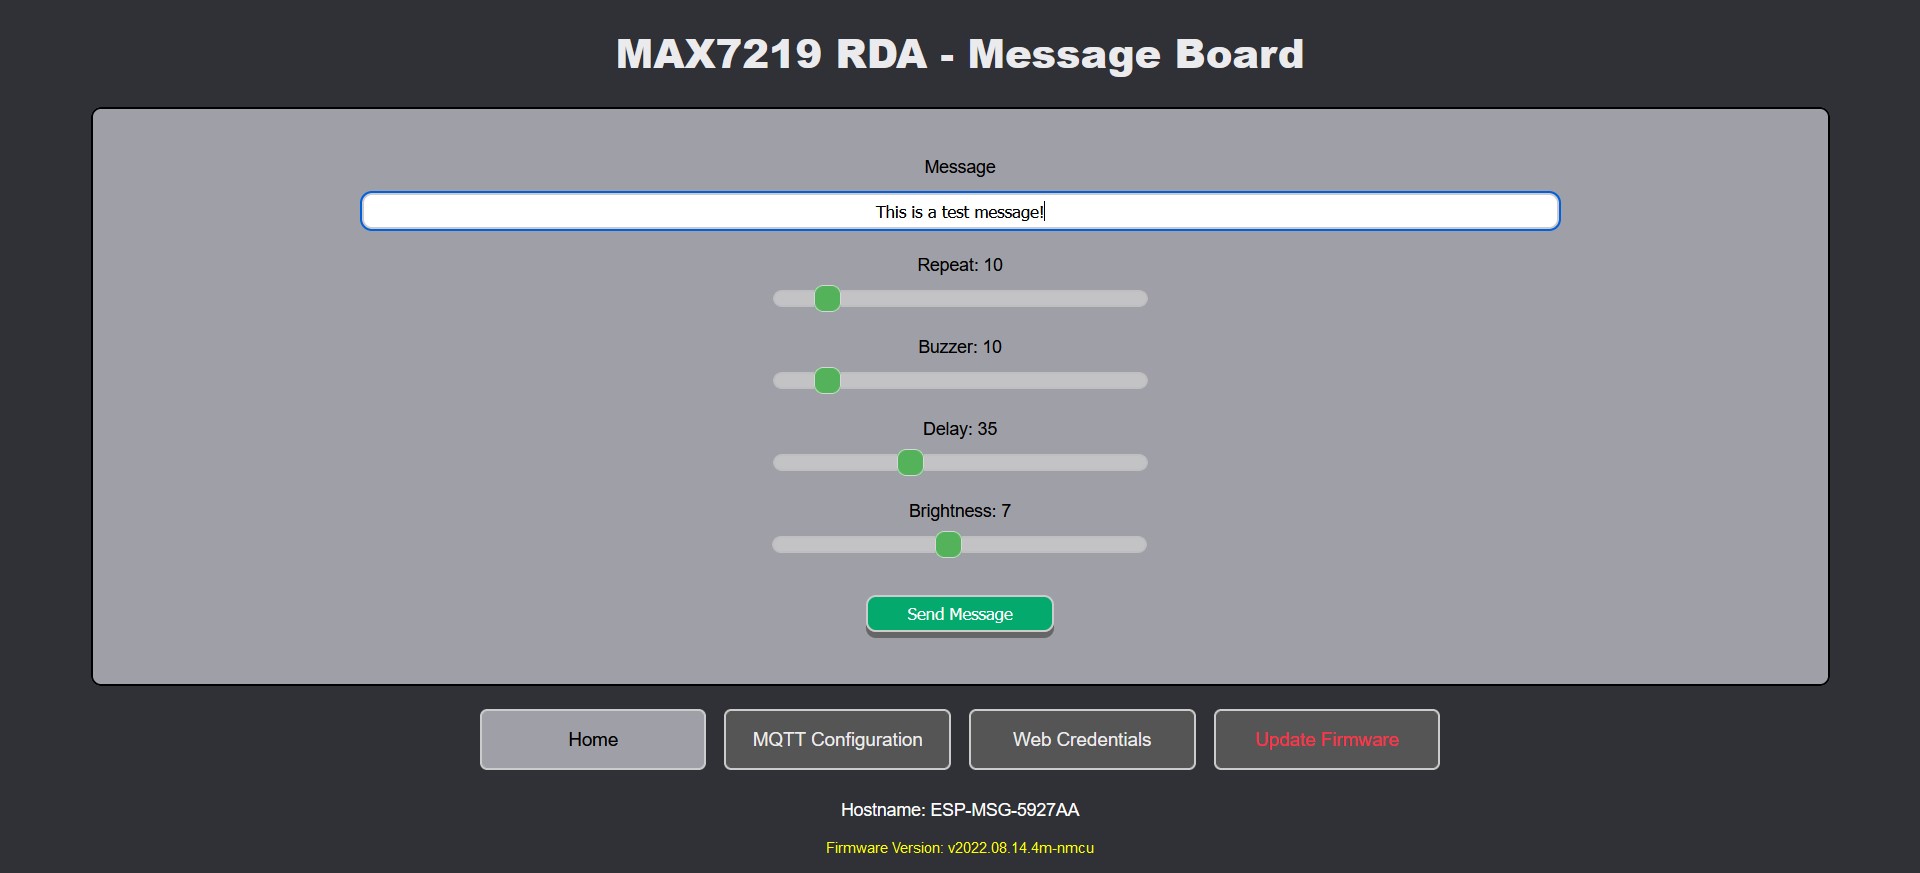 MAX7219 RDA - Message Board
Message
This is a test message!
Repeat: 10
Buzzer: 10
Delay: 35
Brightness: 7
Send Message
Home
MQTT Configuration
Web Credentials
Update Firmware
Hostname: ESP-MSG-5927AA
Firmware Version: v2022.08.14.4m-nmcu